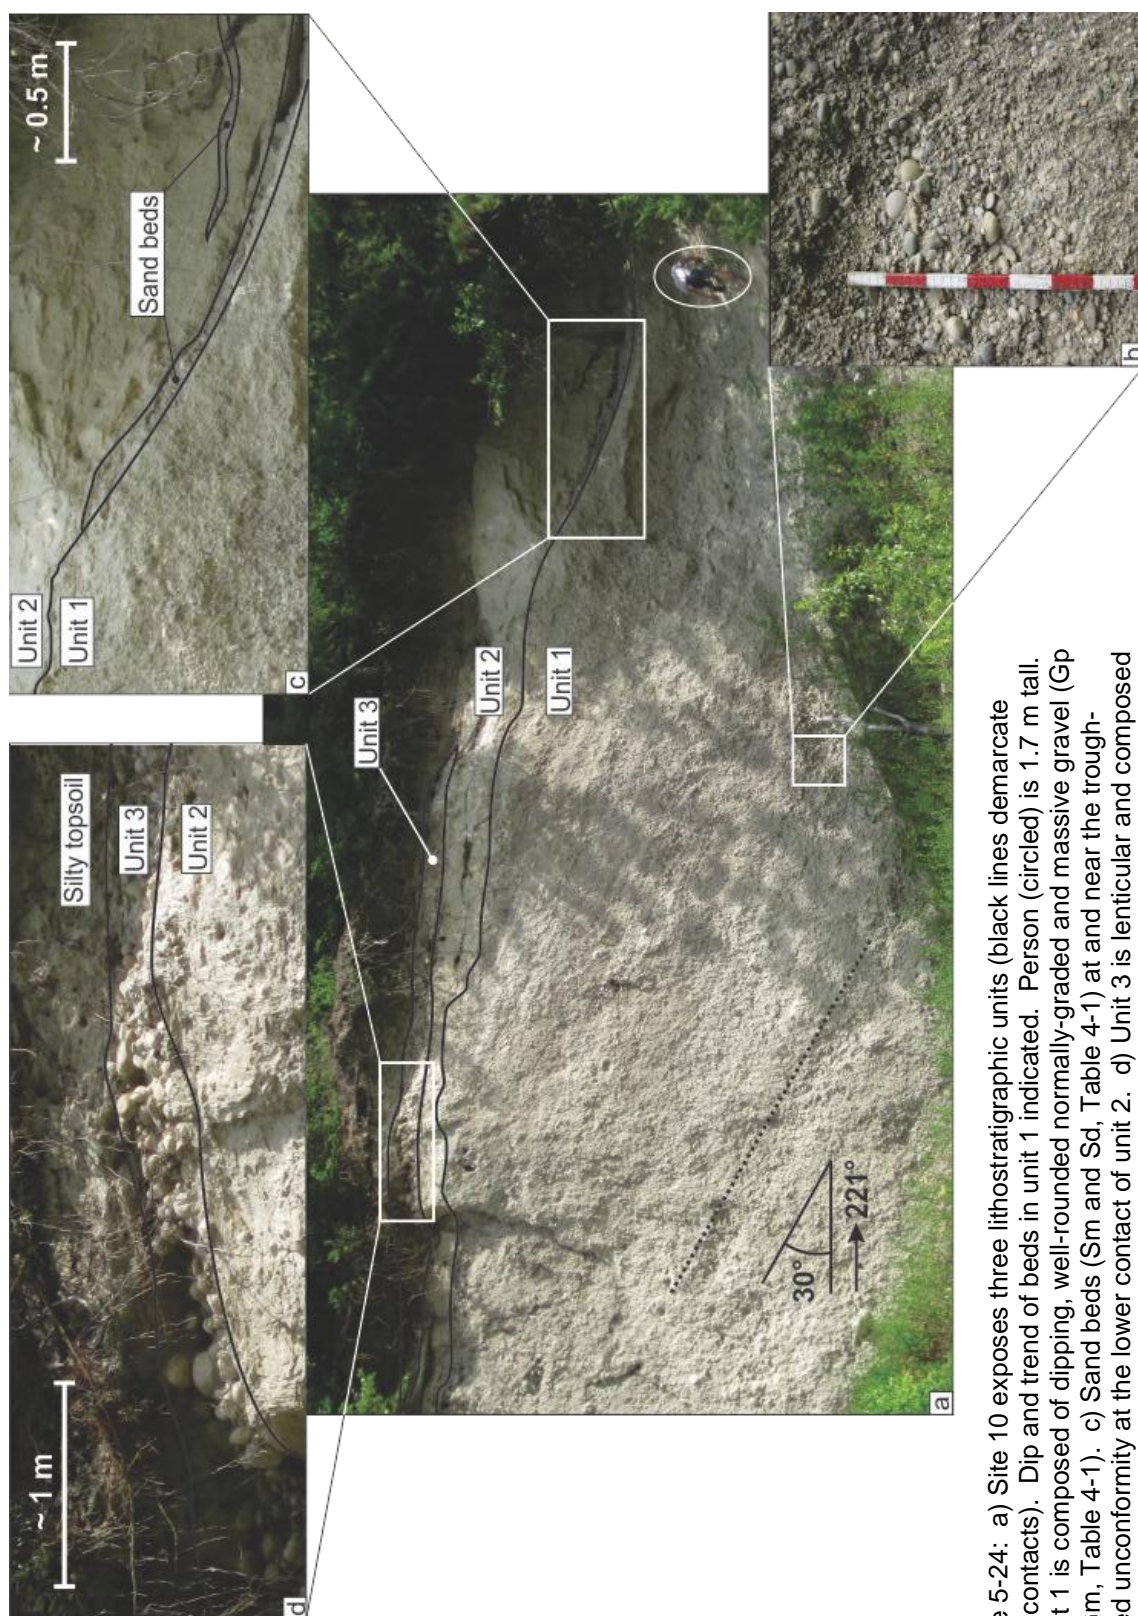 ~ 1 m
Silty topsoil
Unit 3
Unit 2
d
~ 0.5 m
Unit 2
Unit 1
Sand beds
c
Unit 3
Unit 2
Unit 1
30°
221°
a
b
5-24: a) Site 10 exposes three lithostratigraphic units (black lines demarcate
contacts). Dip and trend of beds in unit 1 indicated. Person (circled) is 1.7 m tall.
1 is composed of dipping, well-rounded normally-graded and massive gravel (Gp
Table 4-1). c) Sand beds (Sm and Sd, Table 4-1) at and near the trough-
unconformity at the lower contact of unit 2. d) Unit 3 is lenticular and composed